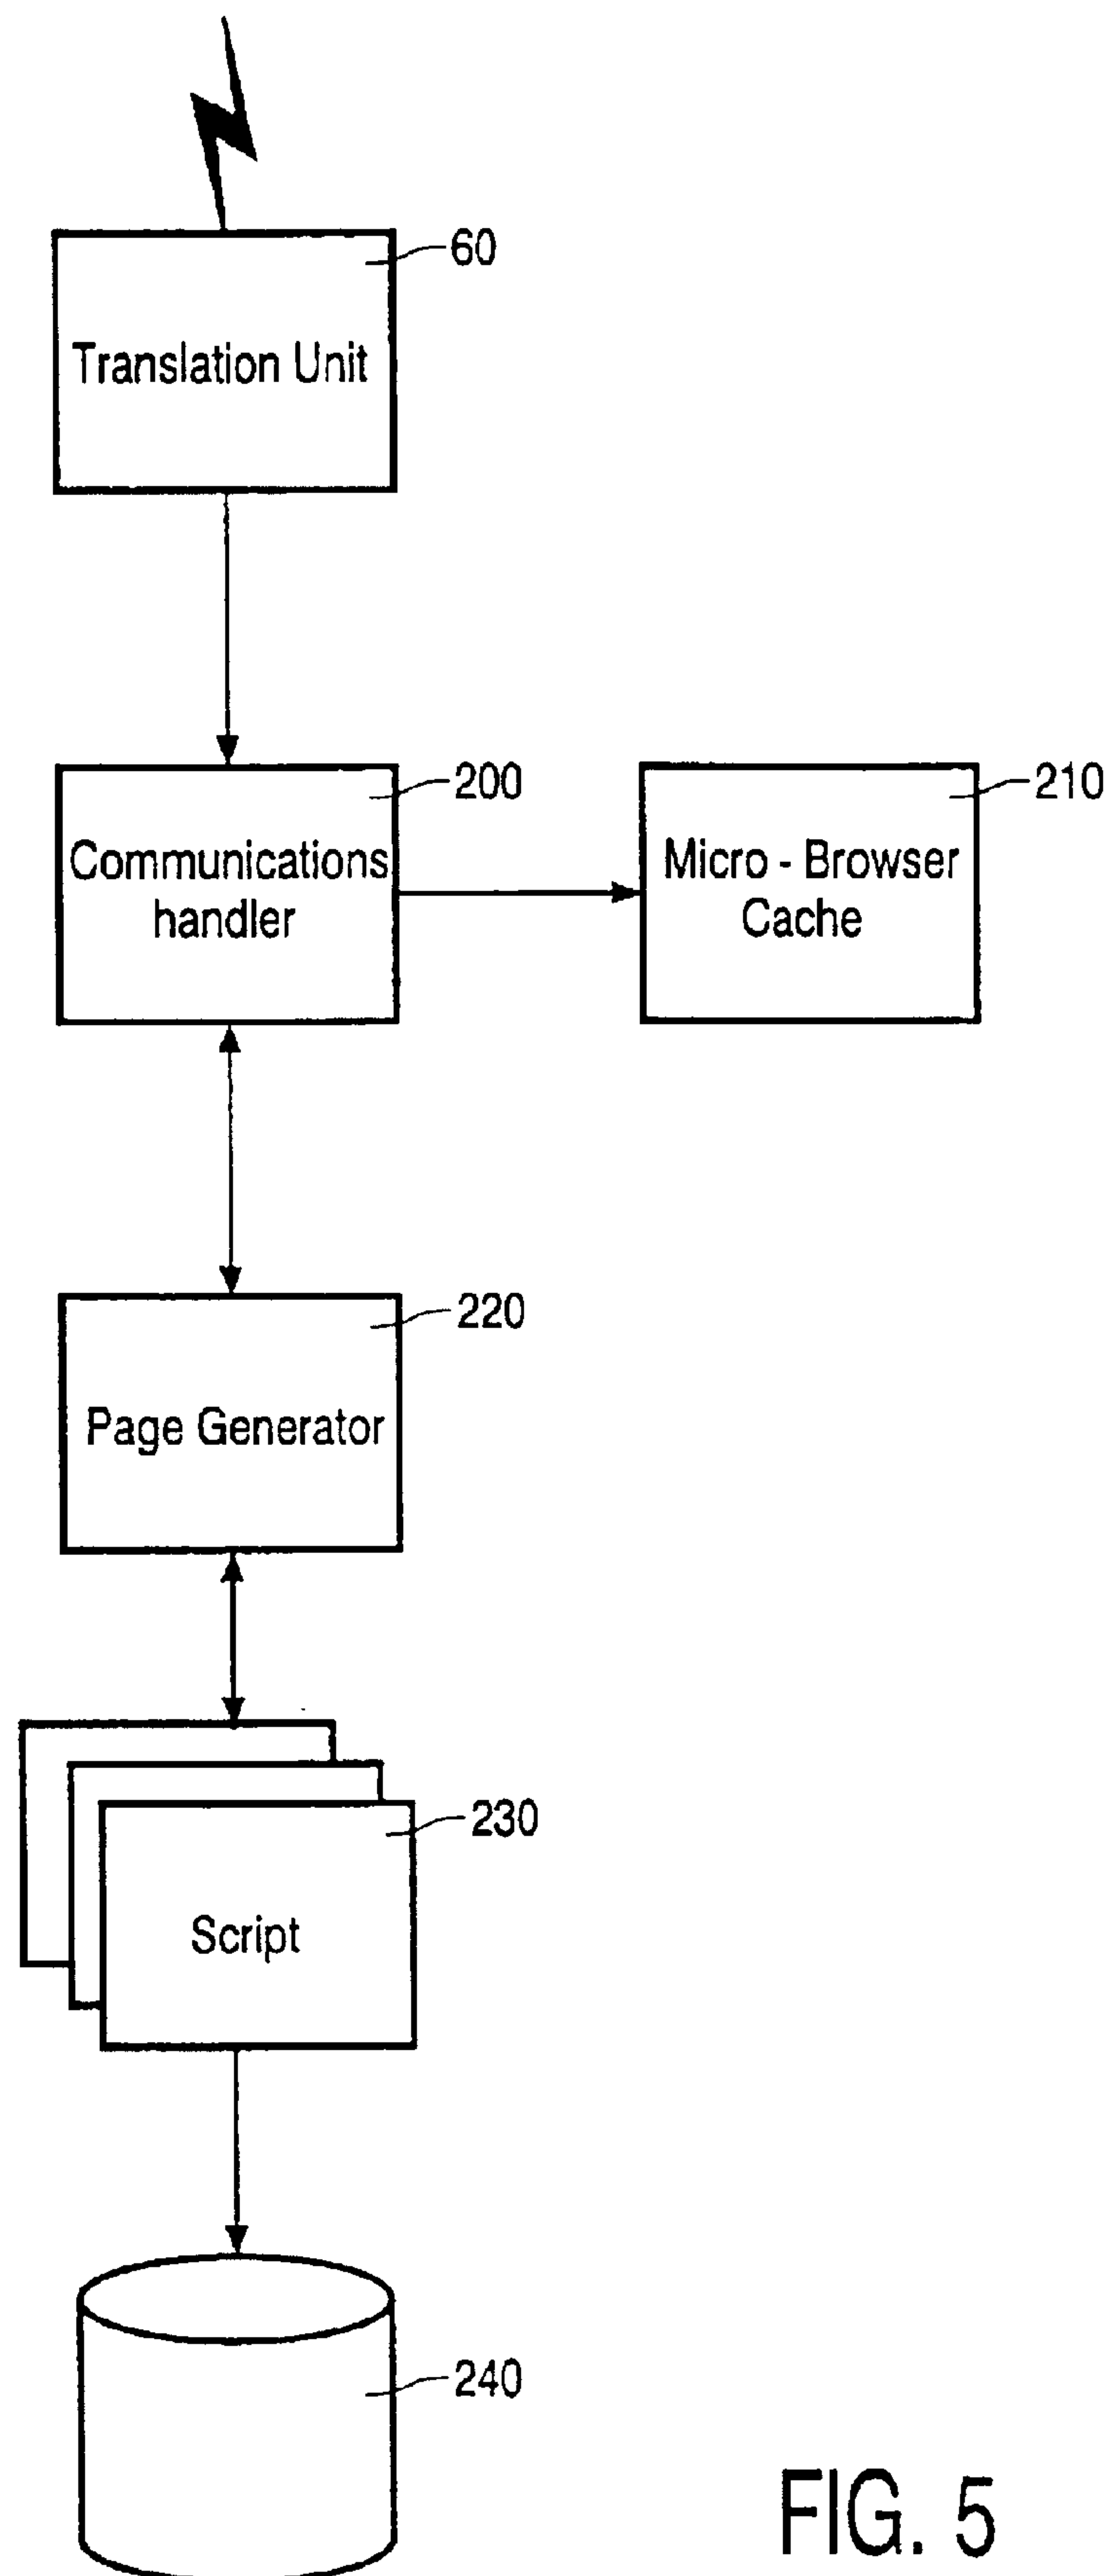 60
Translation Unit
200
Communications
handler
210
Micro - Browser
Cache
220
Page Generator
230
Script
240
FIG. 5